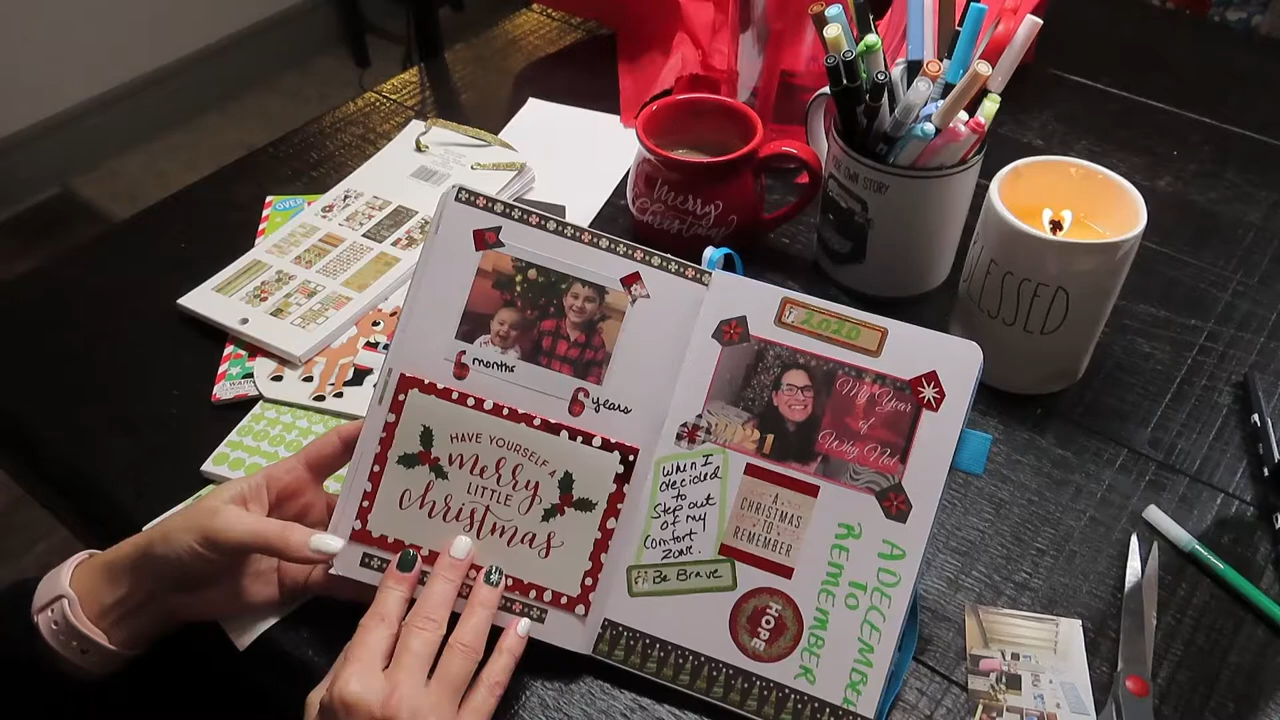 OVER
Merry
Christmas
YOUR OWN STORY
BLESSED
6 months
6 years
HAVE YOURSELF A
merry
LITTLE
christmas
2020
My Year
of
Why Not
2021
When I
decided
to
Step out
of my
Comfort
Zone.
Be Brave
A
CHRISTMAS
TO
REMEMBER
HOPE
A DECEMBER
TO
REMEMBER